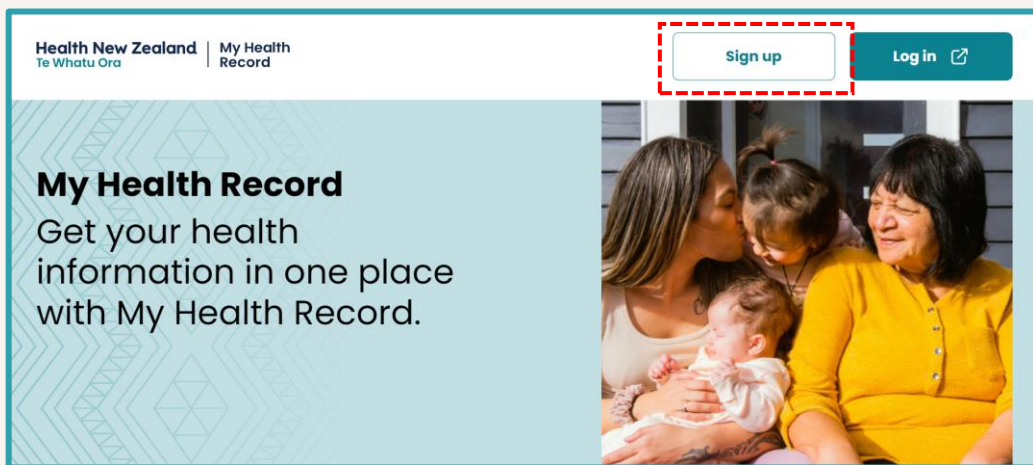 Health New Zealand
Te Whatu Ora
My Health
Record
Sign up
Log in
My Health Record
Get your health
information in one place
with My Health Record.